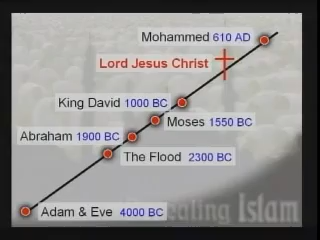 Mohammed 610 AD
Lord Jesus Christ
King David 1000 BC
Moses 1550 BC
Abraham 1900 BC
The Flood 2300 BC
Adam & Eve 4000 BC
Islam